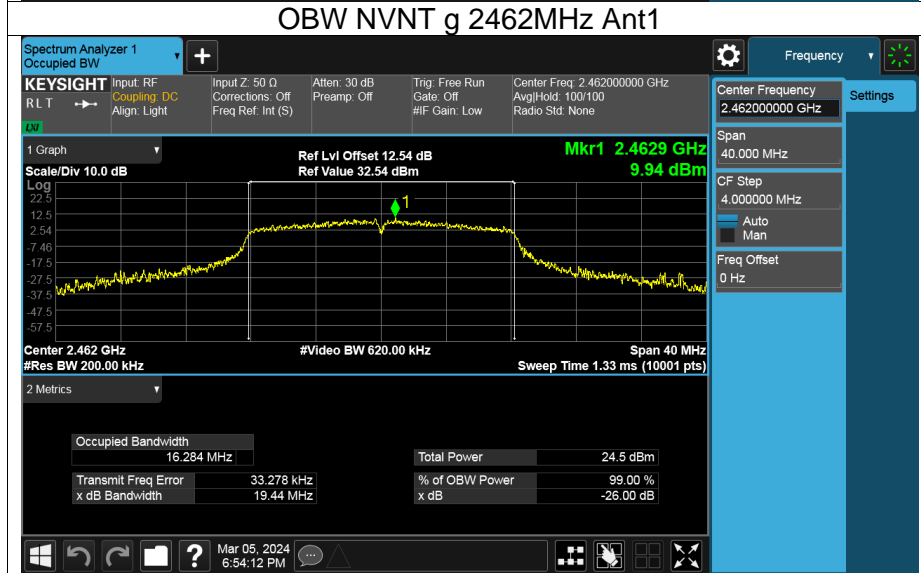 OBW NVNT g 2462MHz Ant1
Spectrum Analyzer 1
Occupied BW
+
Frequency
KEYSIGHT
RLT
LXI
Input: RF
Coupling: DC
Align: Light
Input Z: 50 Ω
Corrections: Off
Freq Ref: Int (S)
Atten: 30 dB
Preamp: Off
Trig: Free Run
Gate: Off
#IF Gain: Low
Center Freq: 2.462000000 GHz
Avg|Hold: 100/100
Radio Std: None
Center Frequency
2.462000000 GHz
Settings
Span
40.000 MHz
CF Step
4.000000 MHz
Auto
Man
Freq Offset
0 Hz
1 Graph
Scale/Div 10.0 dB
Ref Lvl Offset 12.54 dB
Ref Value 32.54 dBm
Mkr1 2.4629 GHz
9.94 dBm
Log
22.5
12.5
2.54
-7.46
-17.5
-27.5
-37.5
-47.5
-57.5
1
Center 2.462 GHz
#Res BW 200.00 kHz
#Video BW 620.00 kHz
Span 40 MHz
Sweep Time 1.33 ms (10001 pts)
2 Metrics
Occupied Bandwidth
16.284 MHz
Total Power 24.5 dBm
Transmit Freq Error 33.278 kHz
% of OBW Power 99.00 %
x dB Bandwidth 19.44 MHz
x dB -26.00 dB
?
Mar 05, 2024
6:54:12 PM